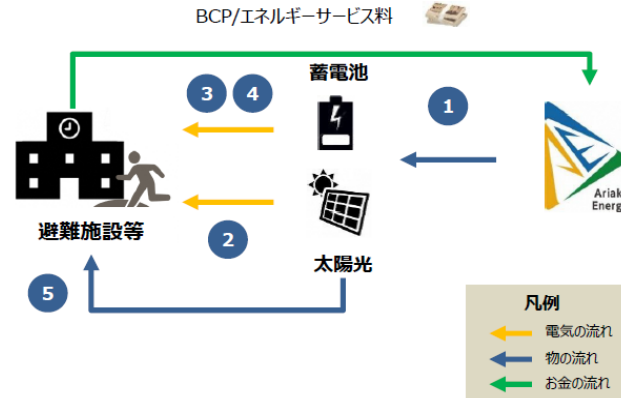 BCP/エネルギーサービス料
蓄電池
3 4
1
Ariak
Energ
避難施設等
2
太陽光
5
凡例
電気の流れ
物の流れ
お金の流れ